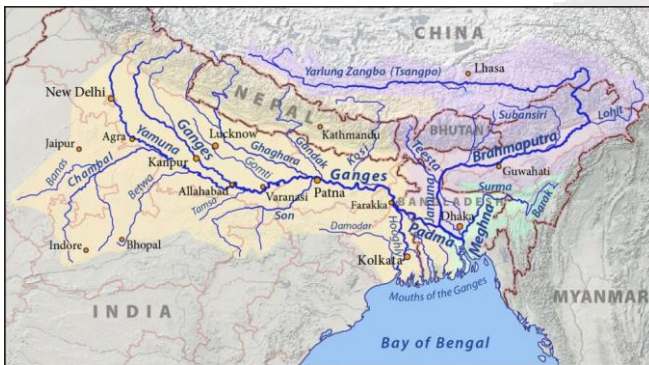 CHINA
Yarlung Zangbo (Tsangpo)
Lhasa
New Delhi
NEPAL
Subansiri
Lohit
Lucknow
Kathmandu
BHUTAN
Jaipur
Agra
Yamuna
Ganges
Ghaghara
Gandak
Kosi
Teesta
Brahmaputra
Banas
Chambal
Kanpur
Gomti
Guwahati
Betwa
Allahabad
Varanasi
Patna
Ganges
Jamuna
Surma
Barak
Tamsa
Son
Farakka
BANGLADESH
Dhaka
Meghna
Indore
Bhopal
Damodar
Hooghly
Padma
Kolkata
Mouths of the Ganges
INDIA
MYANMAR
Bay of Bengal